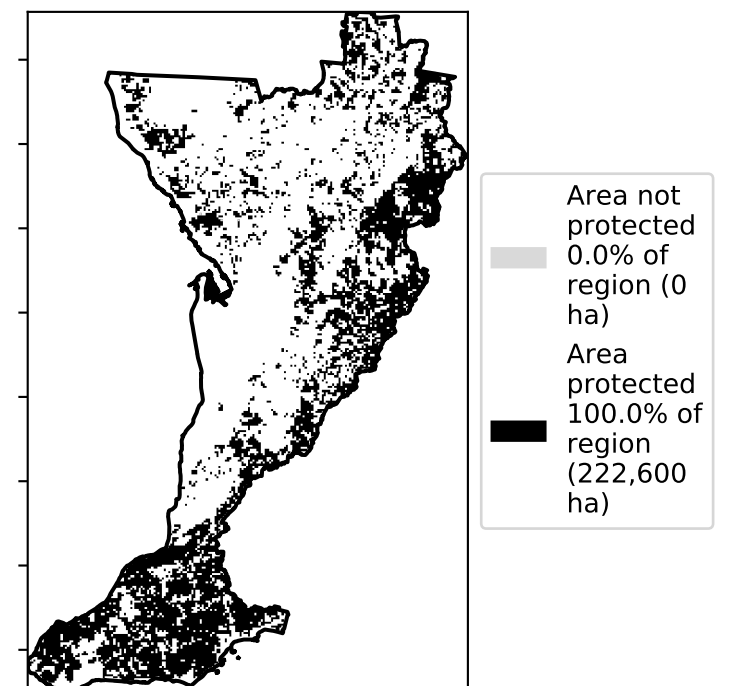 Area not
protected
0.0% of
region (0
ha)
Area
protected
100.0% of
region
(222,600
ha)